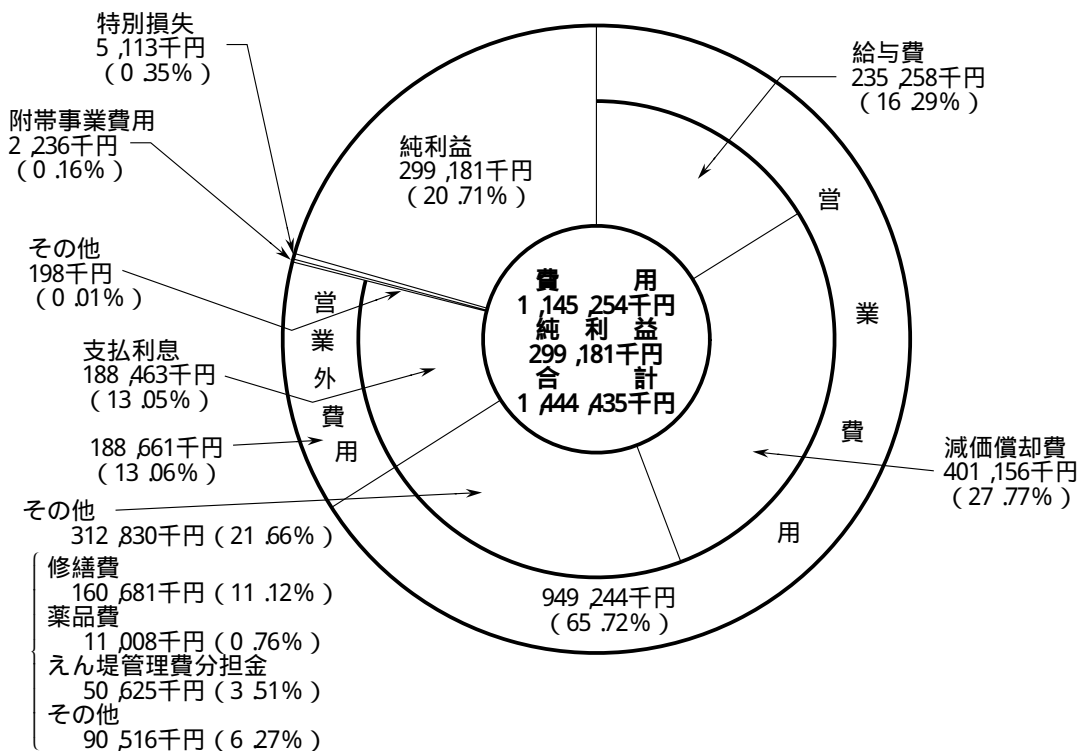 特別損失
5,113千円
(0.35%)
附帯事業費用
2,236千円
(0.16%)
純利益
299,181千円
(20.71%)
給与費
235,258千円
(16.29%)
その他
198千円
(0.01%)
支払利息
188,463千円
(13.05%)
188,661千円
(13.06%)
営業外費用
費用
1,145,254千円
純利益
299,181千円
合計
1,444,435千円
営業費用
減価償却費
401,156千円
(27.77%)
949,244千円
(65.72%)
その他
312,830千円(21.66%)
修繕費
160,681千円(11.12%)
薬品費
11,008千円(0.76%)
えん堤管理費分担金
50,625千円(3.51%)
その他
90,516千円(6.27%)